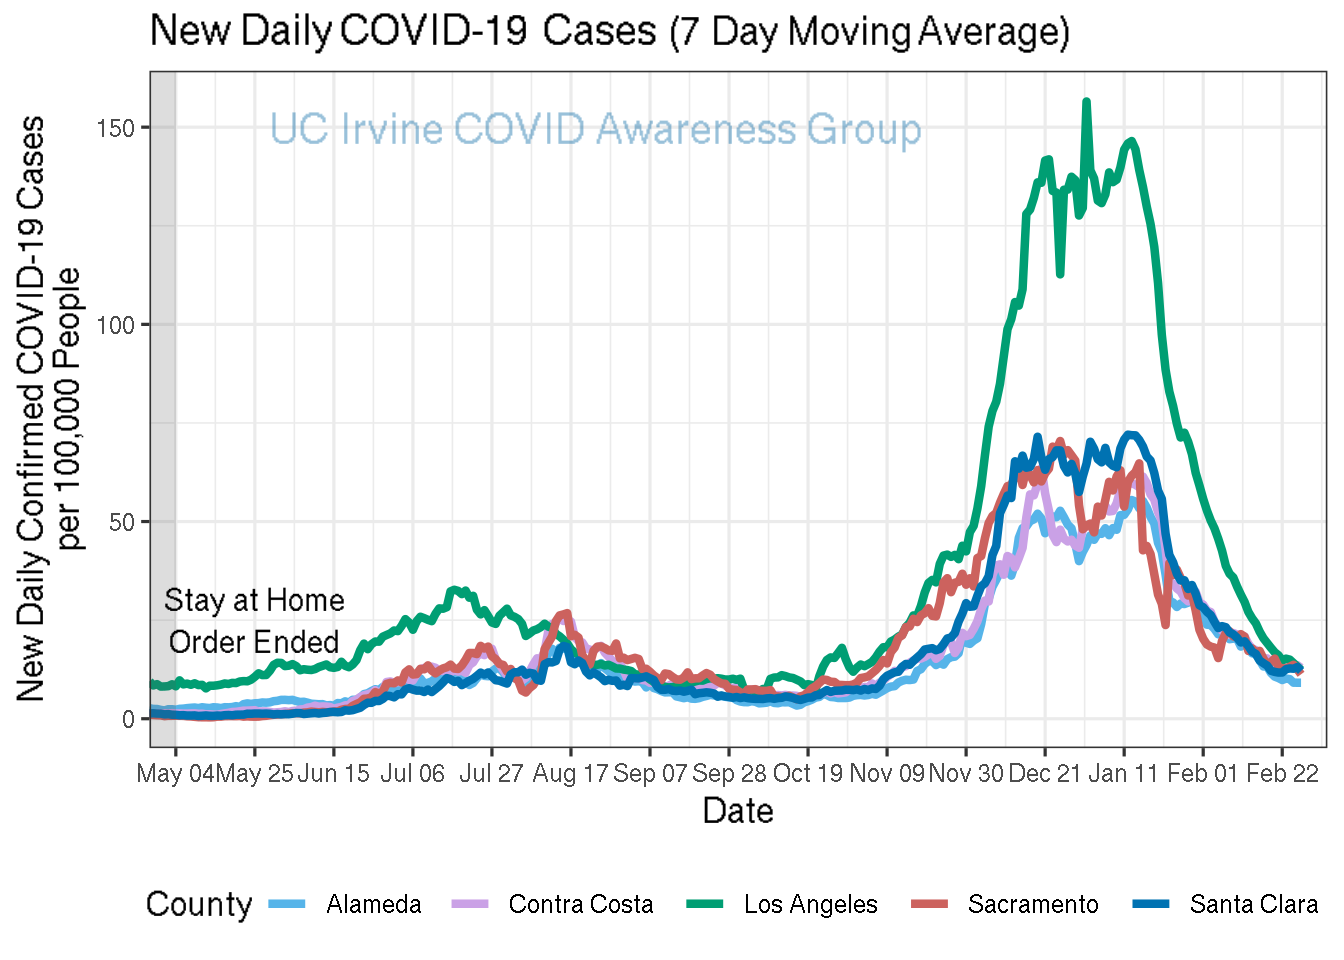 New Daily COVID-19 Cases (7 Day Moving Average)
UC Irvine COVID Awareness Group
New Daily Confirmed COVID-19 Cases
per 100,000 People
150
100
50
0
Stay at Home
Order Ended
May 04 May 25 Jun 15 Jul 06 Jul 27 Aug 17 Sep 07 Sep 28 Oct 19 Nov 09 Nov 30 Dec 21 Jan 11 Feb 01 Feb 22
Date
County Alameda Contra Costa Los Angeles Sacramento Santa Clara